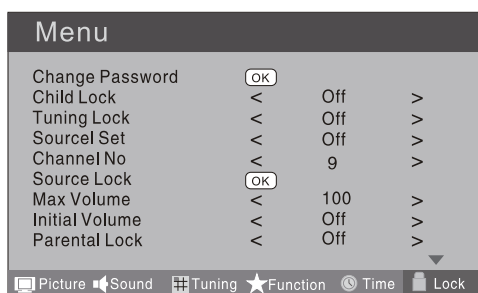 Menu
Change Password OK
Child Lock < Off >
Tuning Lock < Off >
Sourcel Set < Off >
Channel No < 9 >
Source Lock OK
Max Volume < 100 >
Initial Volume < Off >
Parental Lock < Off >
Picture Sound Tuning Function Time Lock